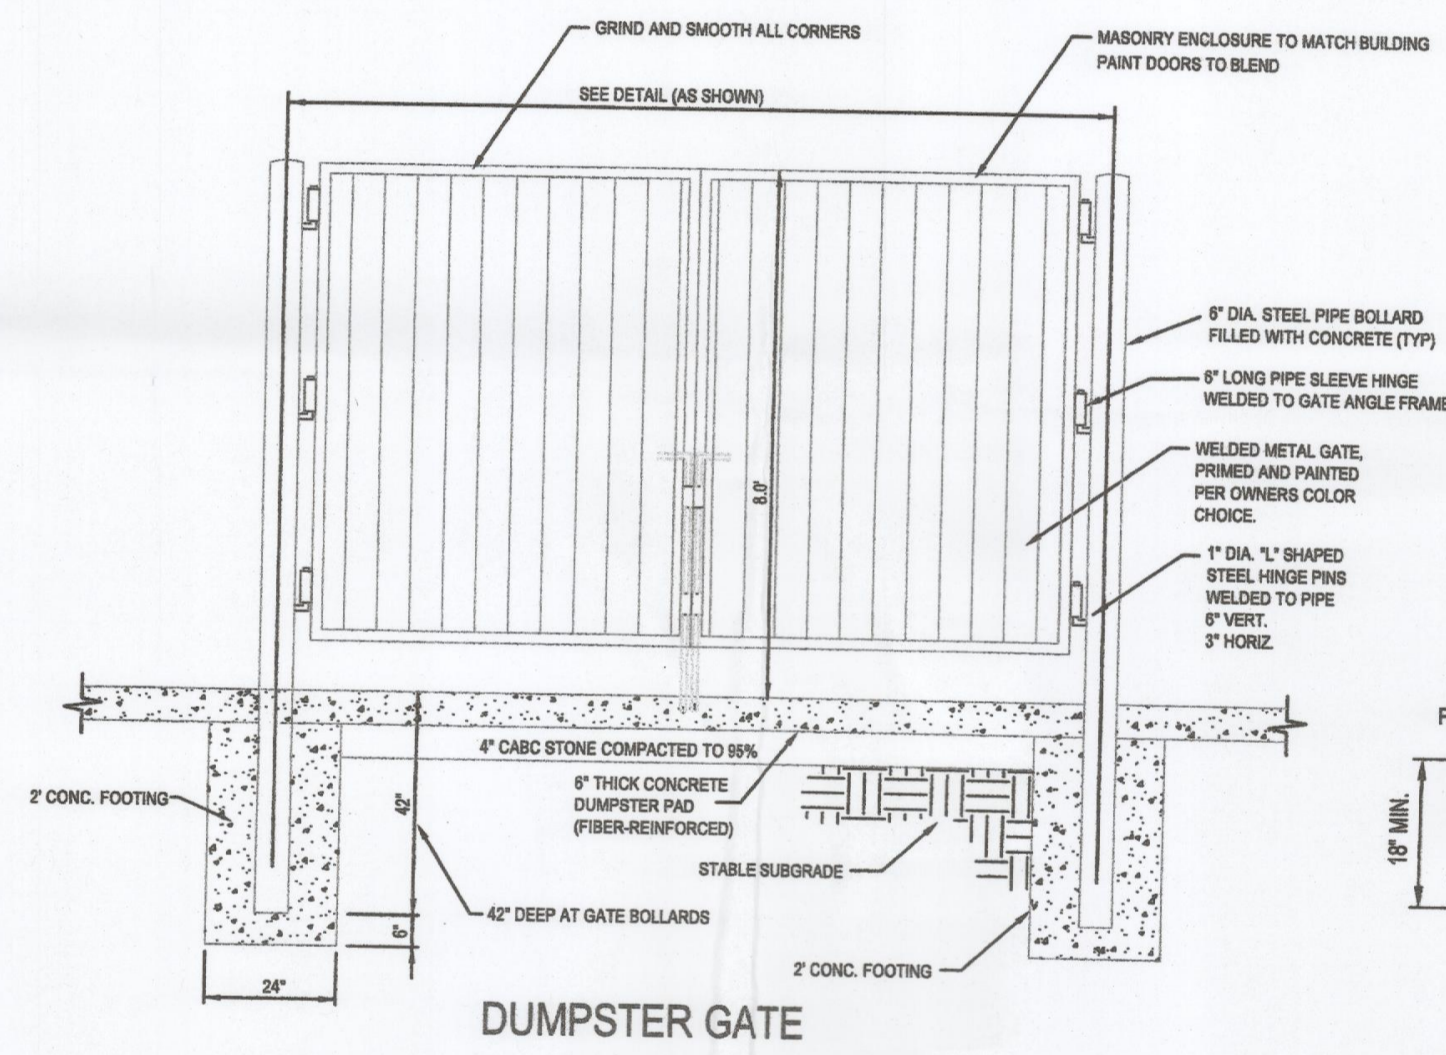 GRIND AND SMOOTH ALL CORNERS
MASONRY ENCLOSURE TO MATCH BUILDING
PAINT DOORS TO BLEND
SEE DETAIL (AS SHOWN)
6" DIA. STEEL PIPE BOLLARD
FILLED WITH CONCRETE (TYP)
6" LONG PIPE SLEEVE HINGE
WELDED TO GATE ANGLE FRAME
WELDED METAL GATE,
PRIMED AND PAINTED
PER OWNERS COLOR
CHOICE.
8.0'
1" DIA. "L" SHAPED
STEEL HINGE PINS
WELDED TO PIPE
6" VERT.
3" HORIZ.
4" CABC STONE COMPACTED TO 95%
6" THICK CONCRETE
DUMPSTER PAD
(FIBER-REINFORCED)
2' CONC. FOOTING
42"
18" MIN.
STABLE SUBGRADE
42" DEEP AT GATE BOLLARDS
6"
2' CONC. FOOTING
24"
DUMPSTER GATE